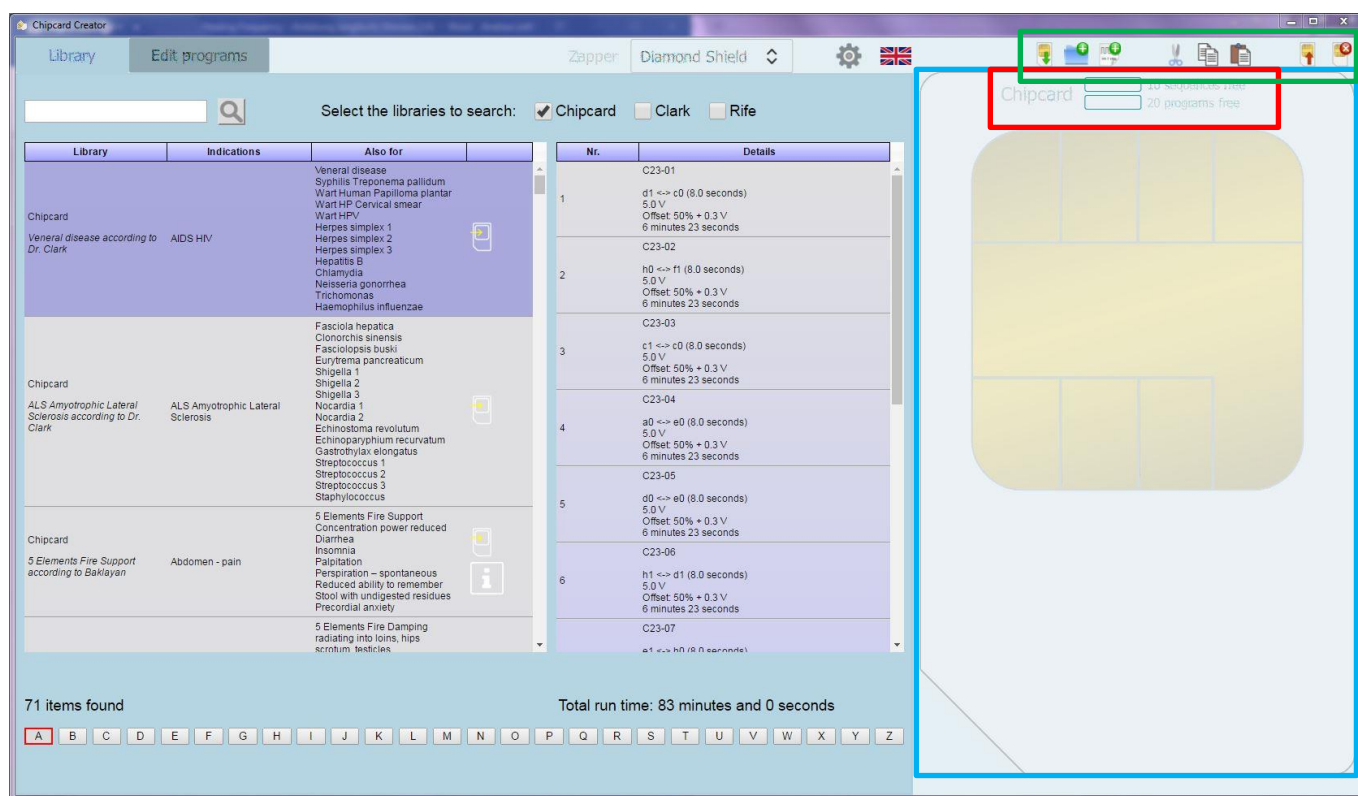 Chipcard Creator
Library
Edit programs
Zapper
Diamond Shield
Select the libraries to search:
Chipcard
Clark
Rife
Chipcard
10 sequences free
20 programs free
Library
Indications
Also for
Chipcard
Veneral disease according to
Dr. Clark
AIDS HIV
Veneral disease
Syphilis Treponema pallidum
Wart Human Papilloma plantar
Wart HP Cervical smear
Wart HPV
Herpes simplex 1
Herpes simplex 2
Herpes simplex 3
Hepatitis B
Chlamydia
Neisseria gonorrhea
Trichomonas
Haemophilus influenzae
Chipcard
ALS Amyotrophic Lateral
Sclerosis according to Dr.
Clark
ALS Amyotrophic Lateral
Sclerosis
Fasciola hepatica
Clonorchis sinensis
Fasciolopsis buski
Eurytrema pancreaticum
Shigella 1
Shigella 2
Shigella 3
Nocardia 1
Nocardia 2
Echinostoma revolutum
Echinoparyphium recurvatum
Gastrothylax elongatus
Streptococcus 1
Streptococcus 2
Streptococcus 3
Staphylococcus
Chipcard
5 Elements Fire Support
according to Baklayan
Abdomen - pain
5 Elements Fire Support
Concentration power reduced
Diarrhea
Insomnia
Palpitation
Perspiration – spontaneous
Reduced ability to remember
Stool with undigested residues
Precordial anxiety
5 Elements Fire Damping
radiating into loins, hips
scrotum, testicles
Nr.
Details
1
C23-01
d1 <-> c0 (8.0 seconds)
5.0 V
Offset: 50% + 0.3 V
6 minutes 23 seconds
2
C23-02
h0 <-> f1 (8.0 seconds)
5.0 V
Offset: 50% + 0.3 V
6 minutes 23 seconds
3
C23-03
c1 <-> c0 (8.0 seconds)
5.0 V
Offset: 50% + 0.3 V
6 minutes 23 seconds
4
C23-04
a0 <-> e0 (8.0 seconds)
5.0 V
Offset: 50% + 0.3 V
6 minutes 23 seconds
5
C23-05
d0 <-> e0 (8.0 seconds)
5.0 V
Offset: 50% + 0.3 V
6 minutes 23 seconds
6
C23-06
h1 <-> d1 (8.0 seconds)
5.0 V
Offset: 50% + 0.3 V
6 minutes 23 seconds
C23-07
e1 <-> h0 (8.0 seconds)
71 items found
Total run time: 83 minutes and 0 seconds
A B C D E F G H I J K L M N O P Q R S T U V W X Y Z